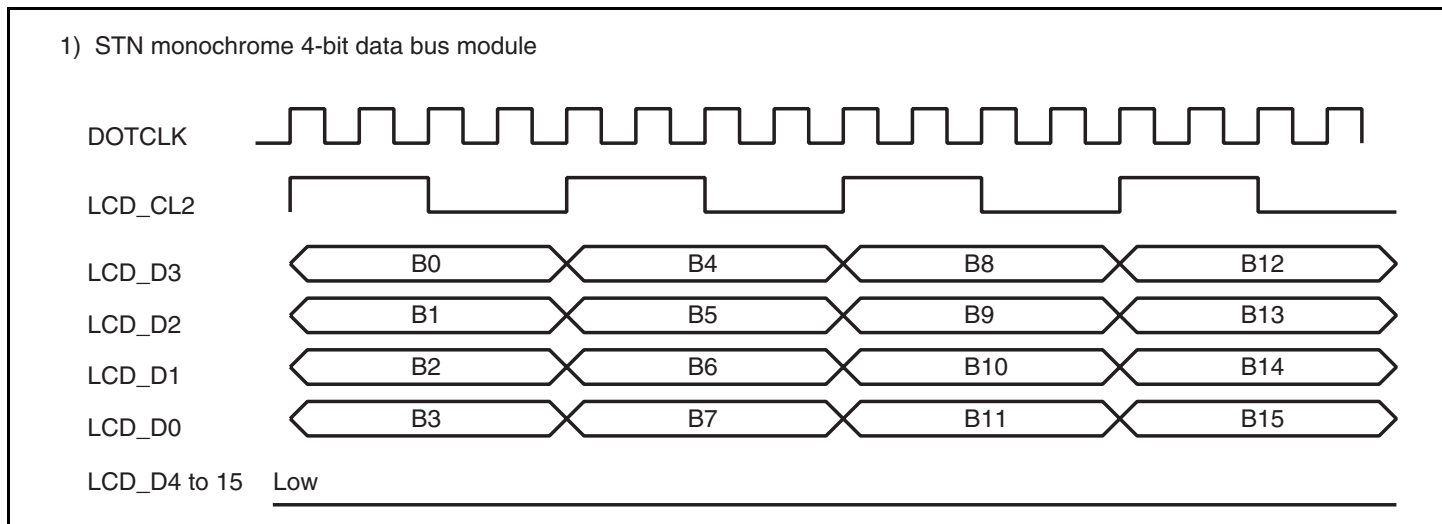 1) STN monochrome 4-bit data bus module
DOTCLK
LCD_CL2
LCD_D3 B0 B4 B8 B12
LCD_D2 B1 B5 B9 B13
LCD_D1 B2 B6 B10 B14
LCD_D0 B3 B7 B11 B15
LCD_D4 to 15 Low